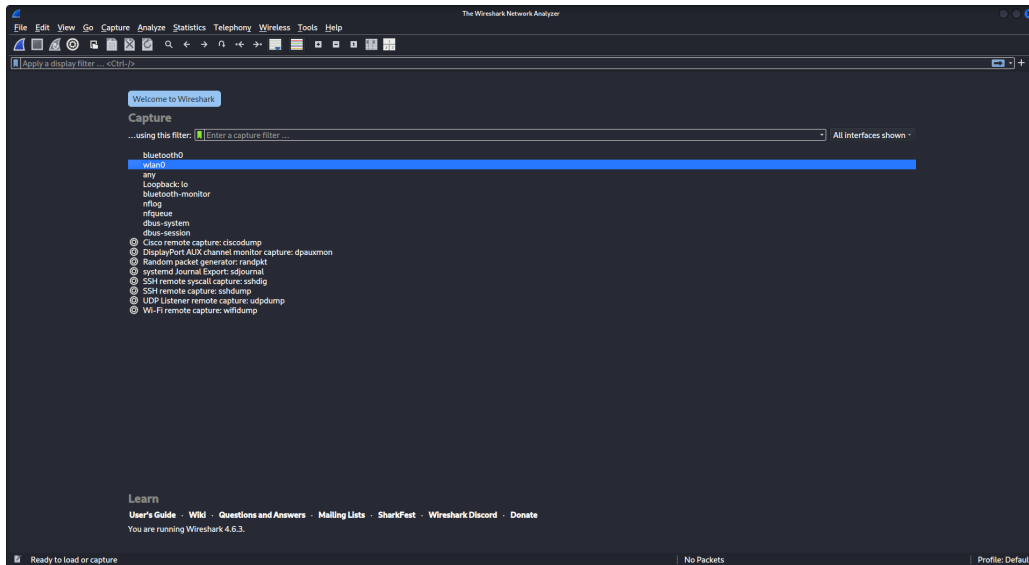 The Wireshark Network Analyzer
File Edit View Go Capture Analyze Statistics Telephony Wireless Tools Help
Apply a display filter ... <Ctrl-/>
Welcome to Wireshark
Capture
...using this filter: Enter a capture filter ... All interfaces shown
bluetooth0
wlan0
any
Loopback: lo
bluetooth-monitor
nflog
nfqueue
dbus-system
dbus-session
Cisco remote capture: ciscodump
DisplayPort AUX channel monitor capture: dpauxmon
Random packet generator: randpkt
systemd Journal Export: sdjournal
SSH remote syscall capture: sshdig
SSH remote capture: sshdump
UDP Listener remote capture: udpdump
Wi-Fi remote capture: wifidump
Learn
User's Guide · Wiki · Questions and Answers · Mailing Lists · SharkFest · Wireshark Discord · Donate
You are running Wireshark 4.6.3.
Ready to load or capture No Packets Profile: Defaul